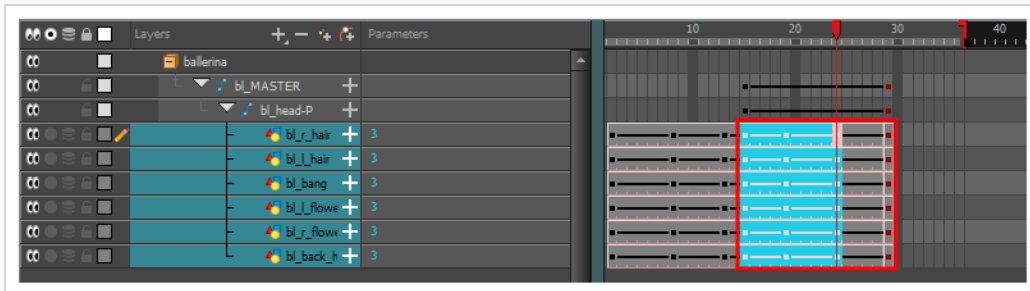 Layers Parameters 10 20 30 40
ballerina
bl_MASTER
bl_head-P
bl_r_hair 3
bl_l_hair 3
bl_bang 3
bl_l_flowe 3
bl_r_flowe 3
bl_back_h 3